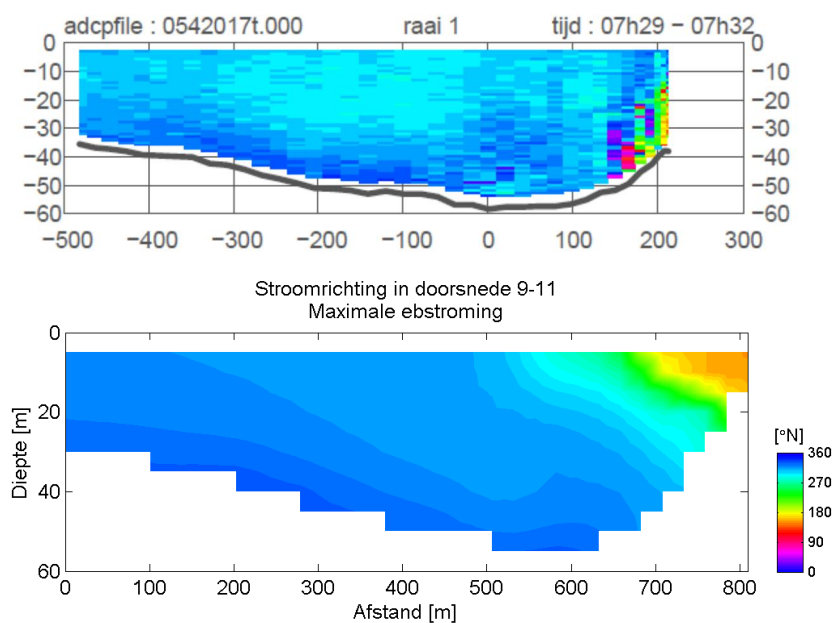 adcpfile : 0542017t.000 raai 1 tijd : 07h29 − 07h32
0 0
−10 −10
−20 −20
−30 −30
−40 −40
−50 −50
−60 −60
−500 −400 −300 −200 −100 0 100 200 300
Stroomrichting in doorsnede 9-11
Maximale ebstroming
0
20
40
60
Diepte [m]
0 100 200 300 400 500 600 700 800
Afstand [m]
[°N]
360
270
180
90
0